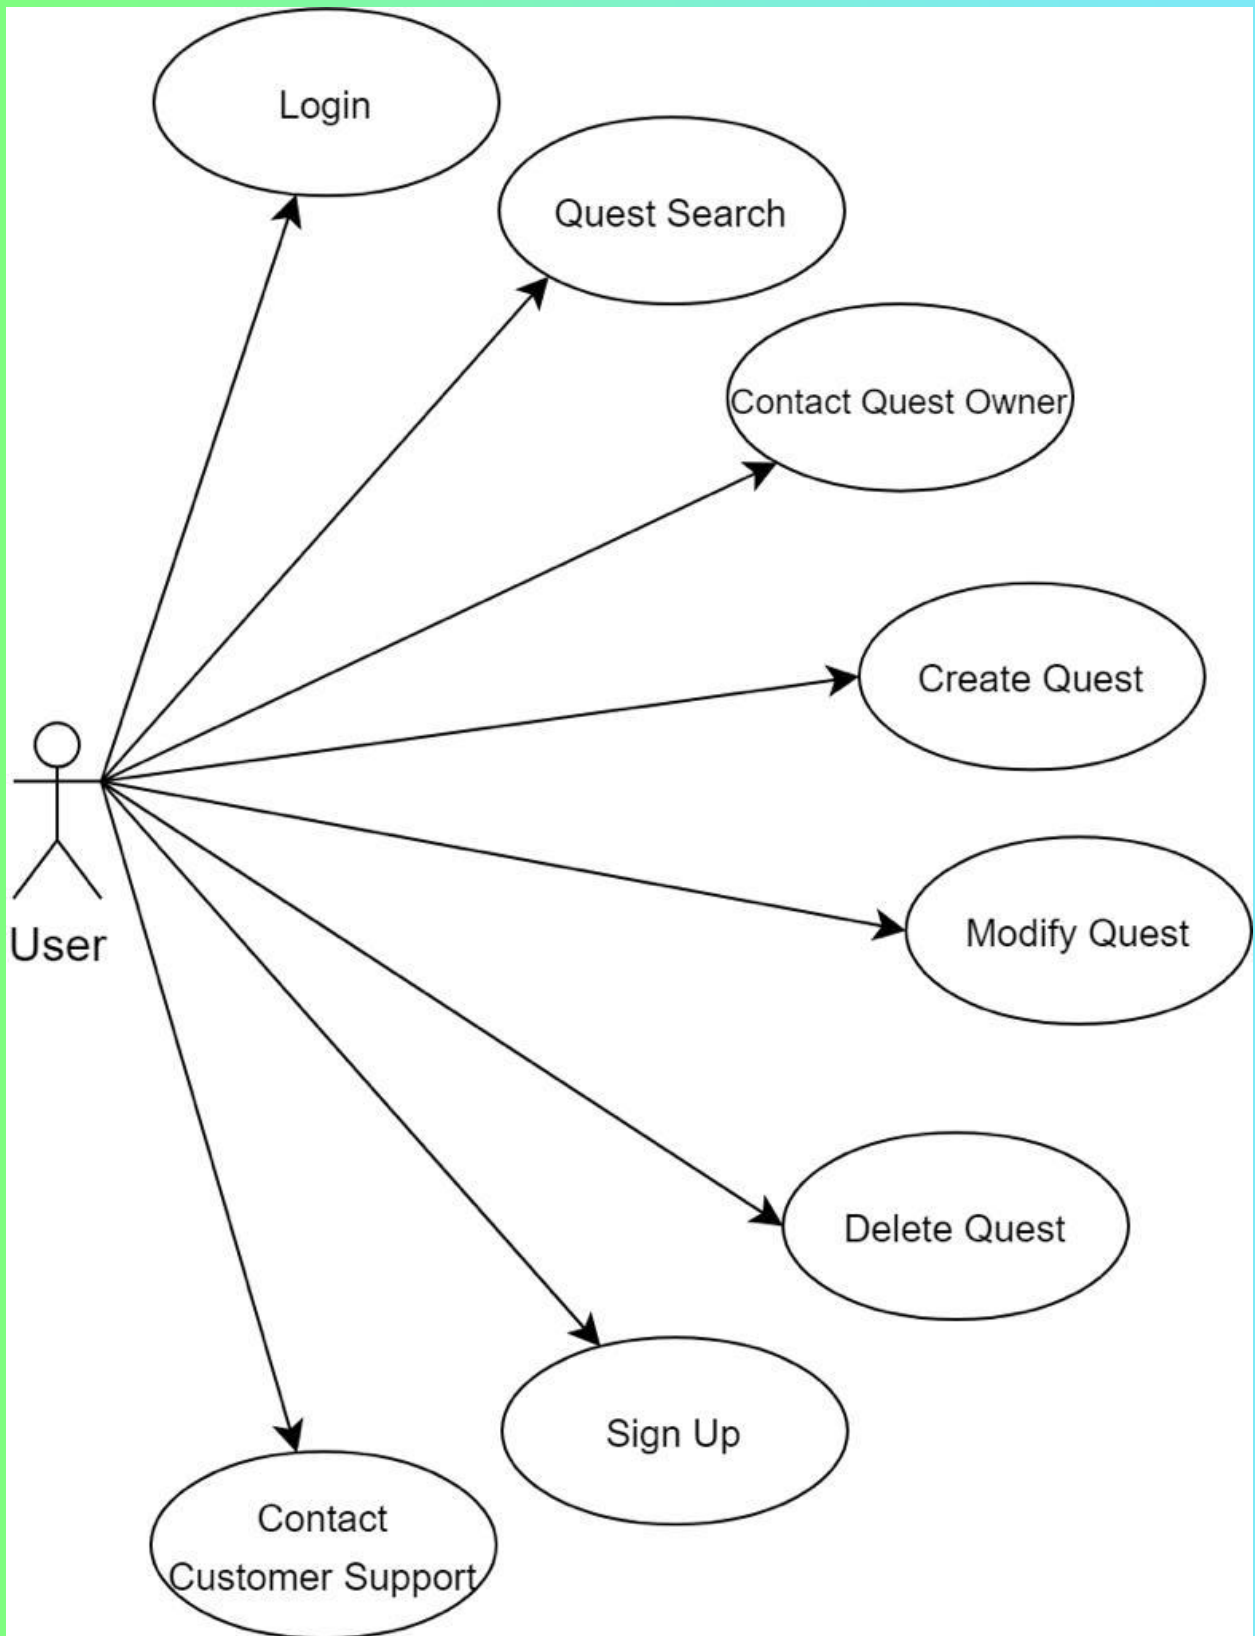 Login
Quest Search
Contact Quest Owner
Create Quest
User
Modify Quest
Delete Quest
Sign Up
Contact
Customer Support